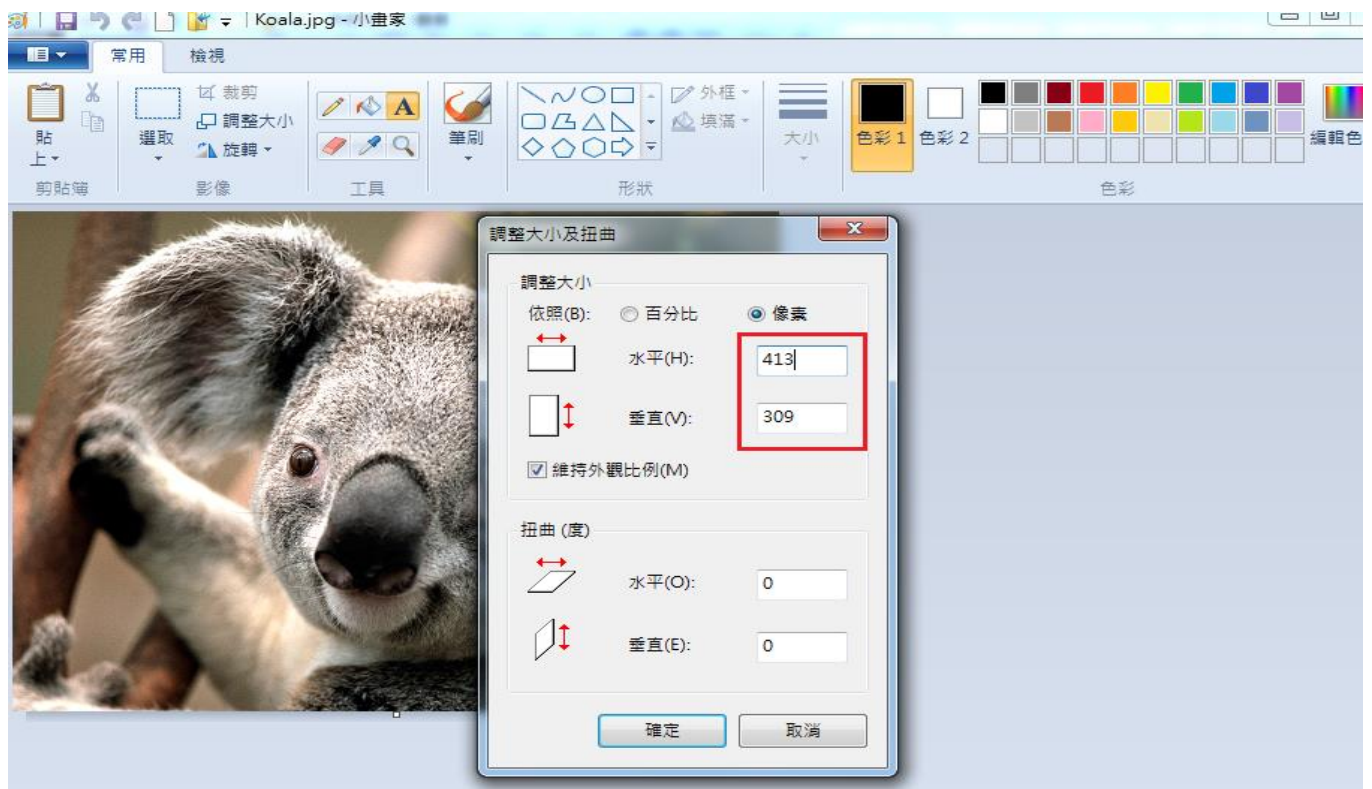 Koala.jpg - 小畫家
常用 檢視
裁剪
調整大小
旋轉
貼上
選取
筆刷
外框
填滿
大小
色彩 1
色彩 2
編輯色
剪貼簿 影像 工具 形狀 色彩
調整大小及扭曲
調整大小
依照(B): 百分比 像素
水平(H): 413
垂直(V): 309
維持外觀比例(M)
扭曲 (度)
水平(O): 0
垂直(E): 0
確定 取消